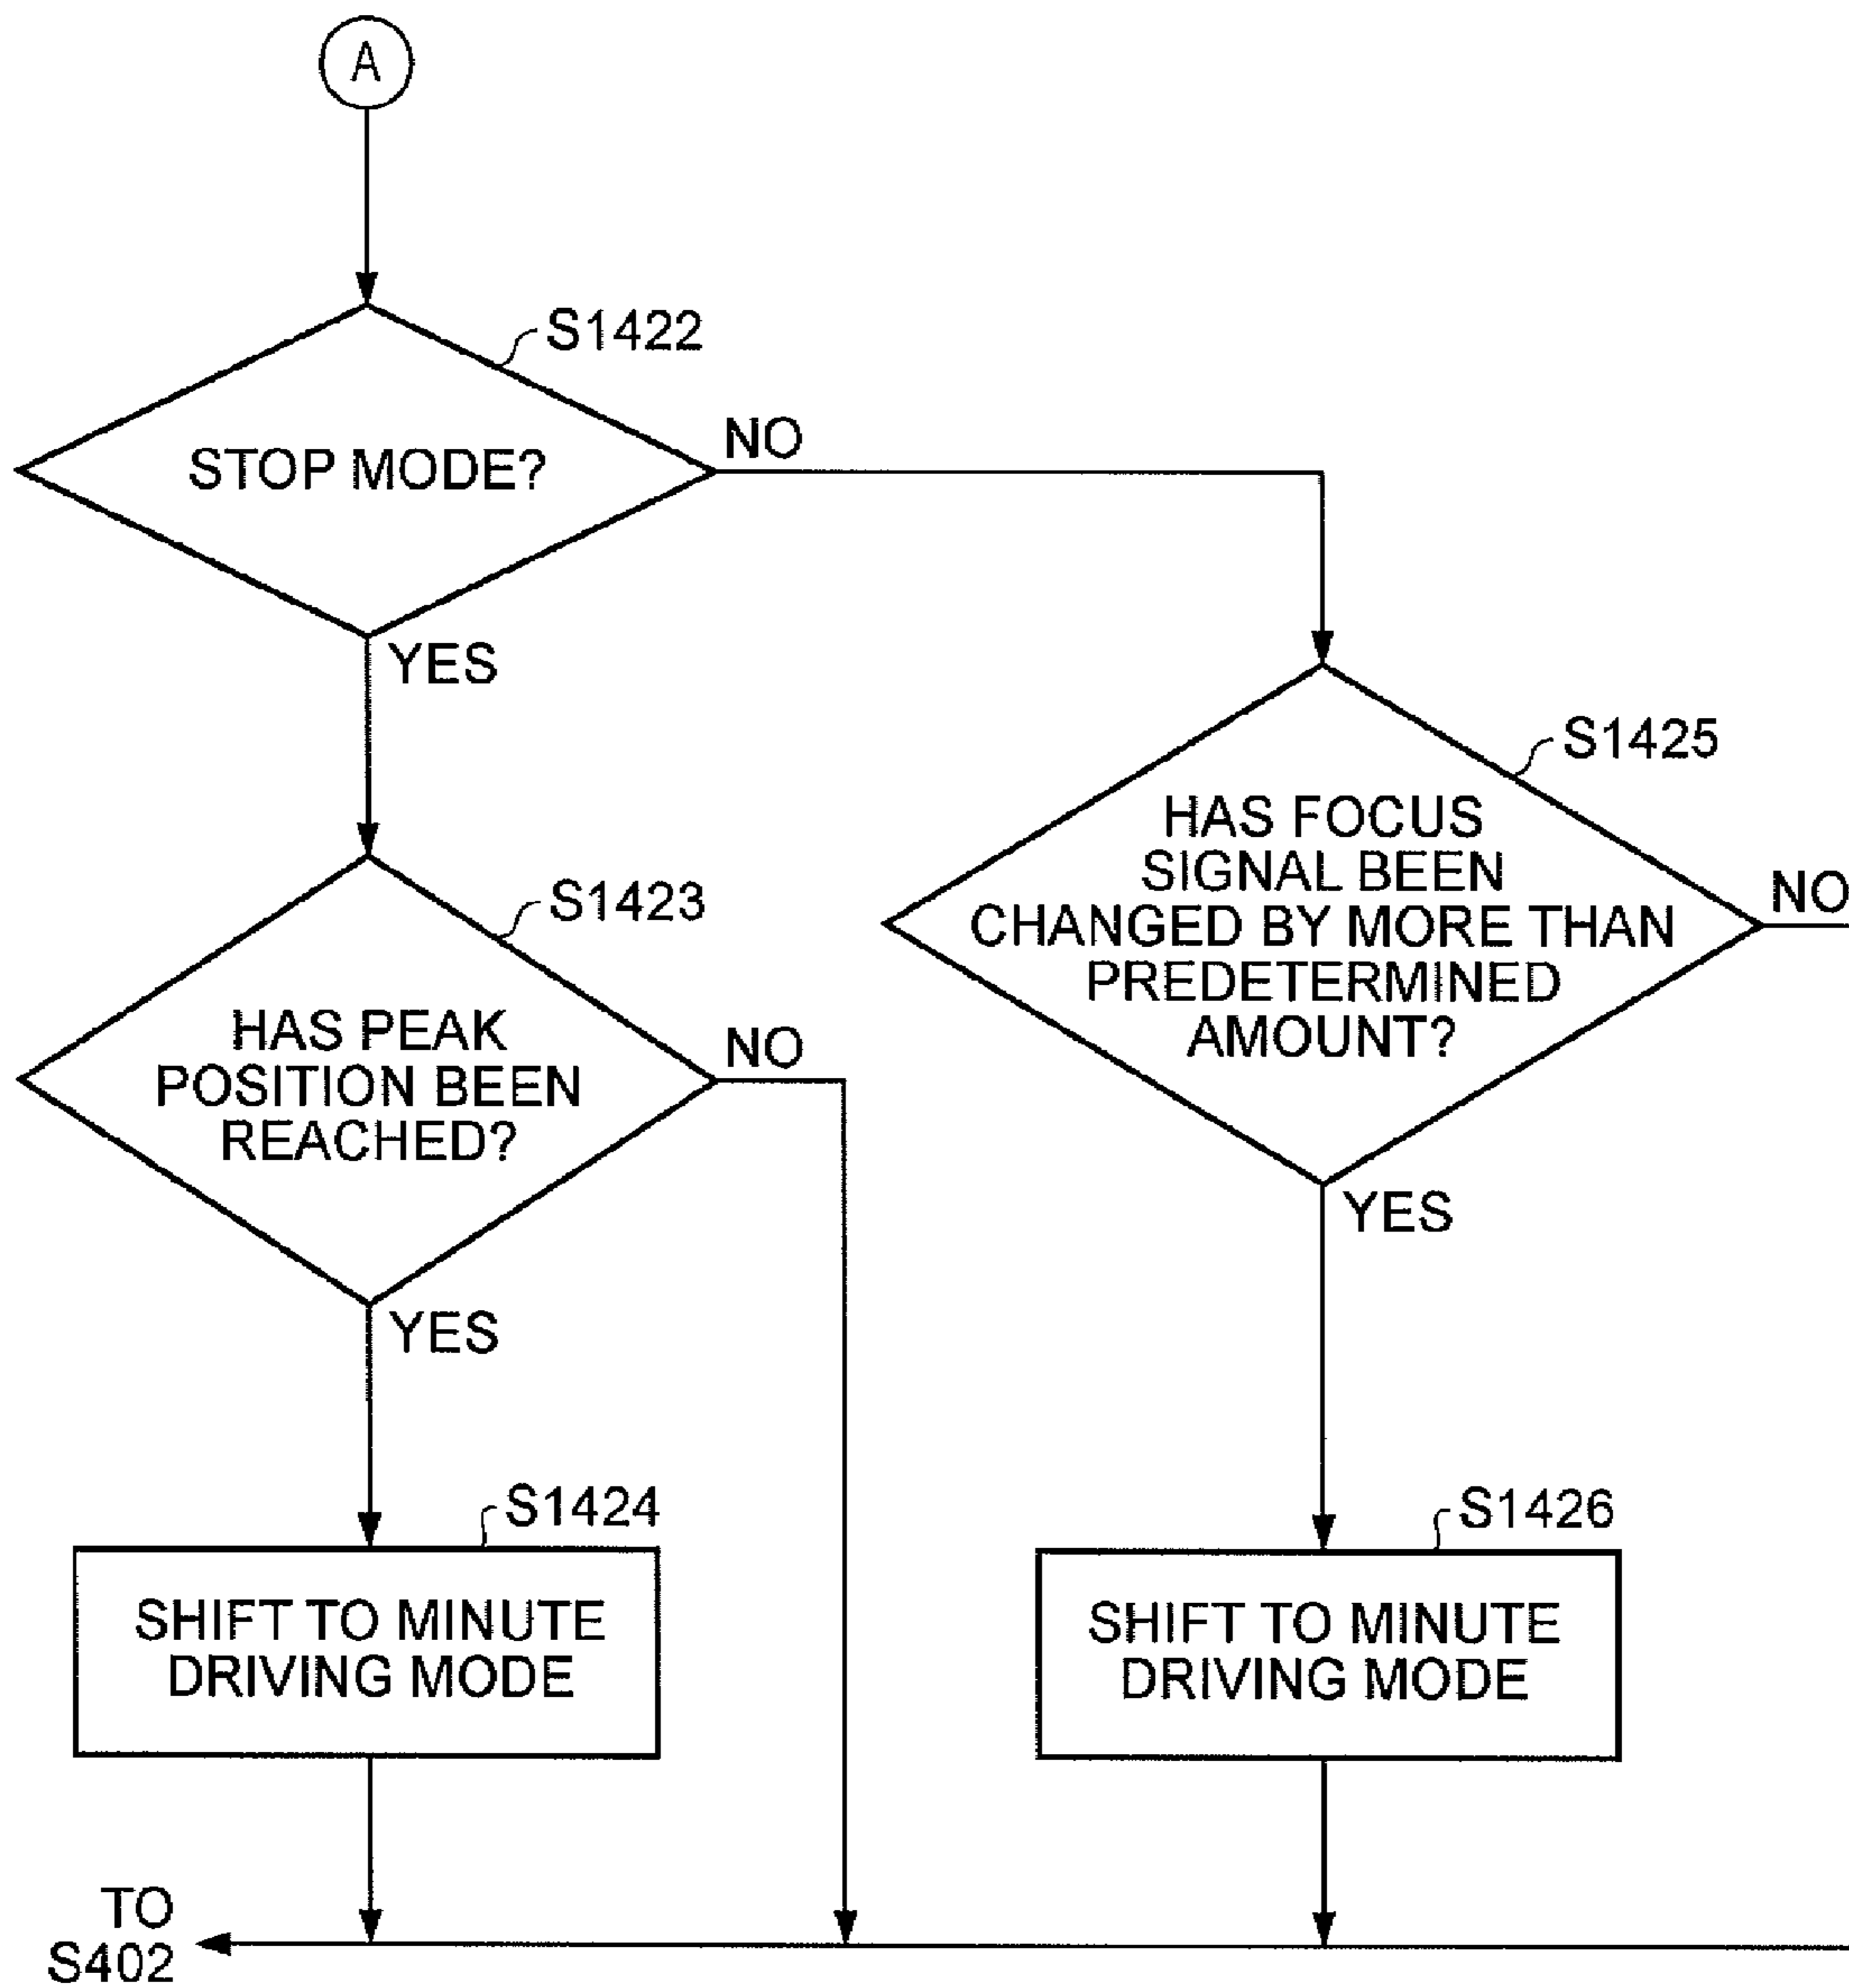 A
S1422
STOP MODE?
NO
YES
S1423
HAS PEAK
POSITION BEEN
REACHED?
NO
YES
S1424
SHIFT TO MINUTE
DRIVING MODE
S1425
HAS FOCUS
SIGNAL BEEN
CHANGED BY MORE THAN
PREDETERMINED
AMOUNT?
NO
YES
S1426
SHIFT TO MINUTE
DRIVING MODE
TO
S402